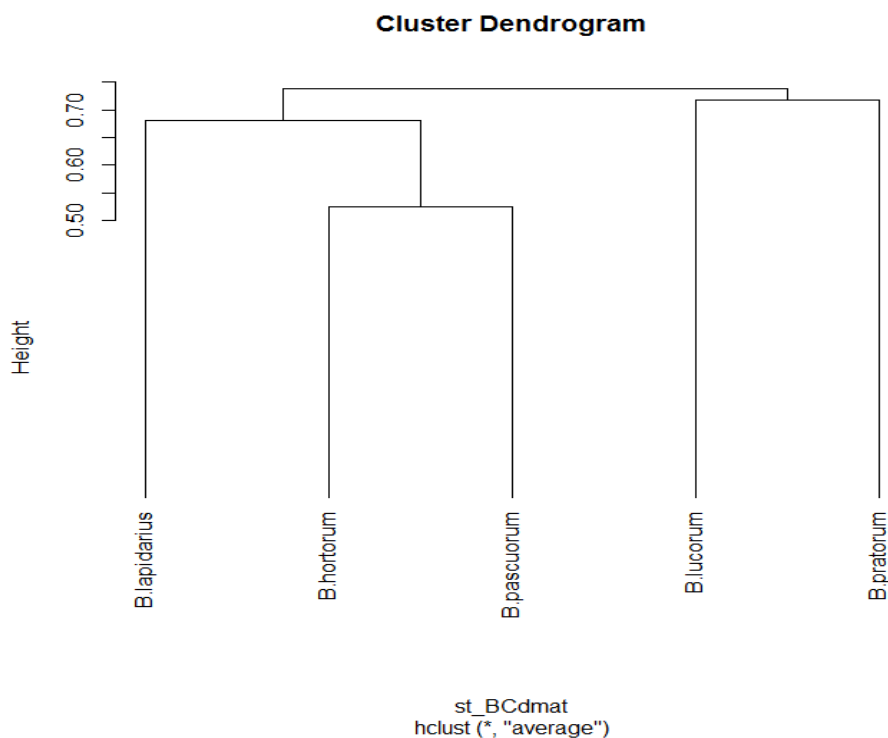 Cluster Dendrogram
0.70
0.60
0.50
Height
B.lapidarius
B.hortorum
B.pascuorum
B.lucorum
B.pratorum
st_BCdmat
hclust (*, "average")